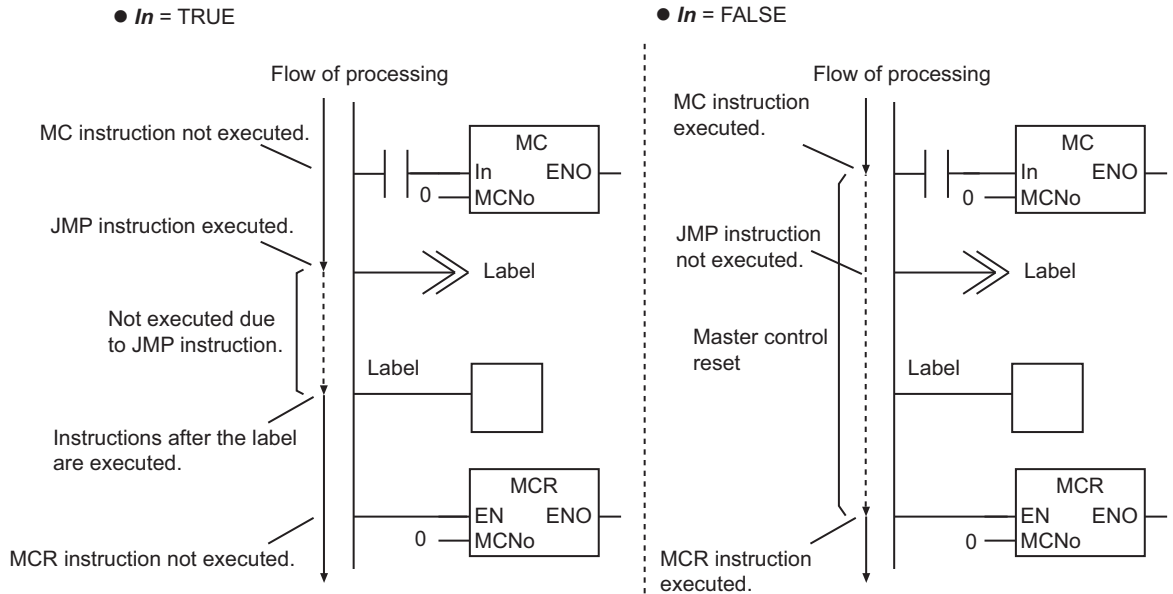 ● In = TRUE
Flow of processing
MC instruction not executed.
MC
In ENO
0 MCNo
JMP instruction executed.
Label
Not executed due
to JMP instruction.
Label
Instructions after the label
are executed.
MCR
EN ENO
0 MCNo
MCR instruction not executed.
● In = FALSE
Flow of processing
MC instruction
executed.
MC
In ENO
0 MCNo
JMP instruction
not executed.
Label
Master control
reset
Label
MCR
EN ENO
0 MCNo
MCR instruction
executed.